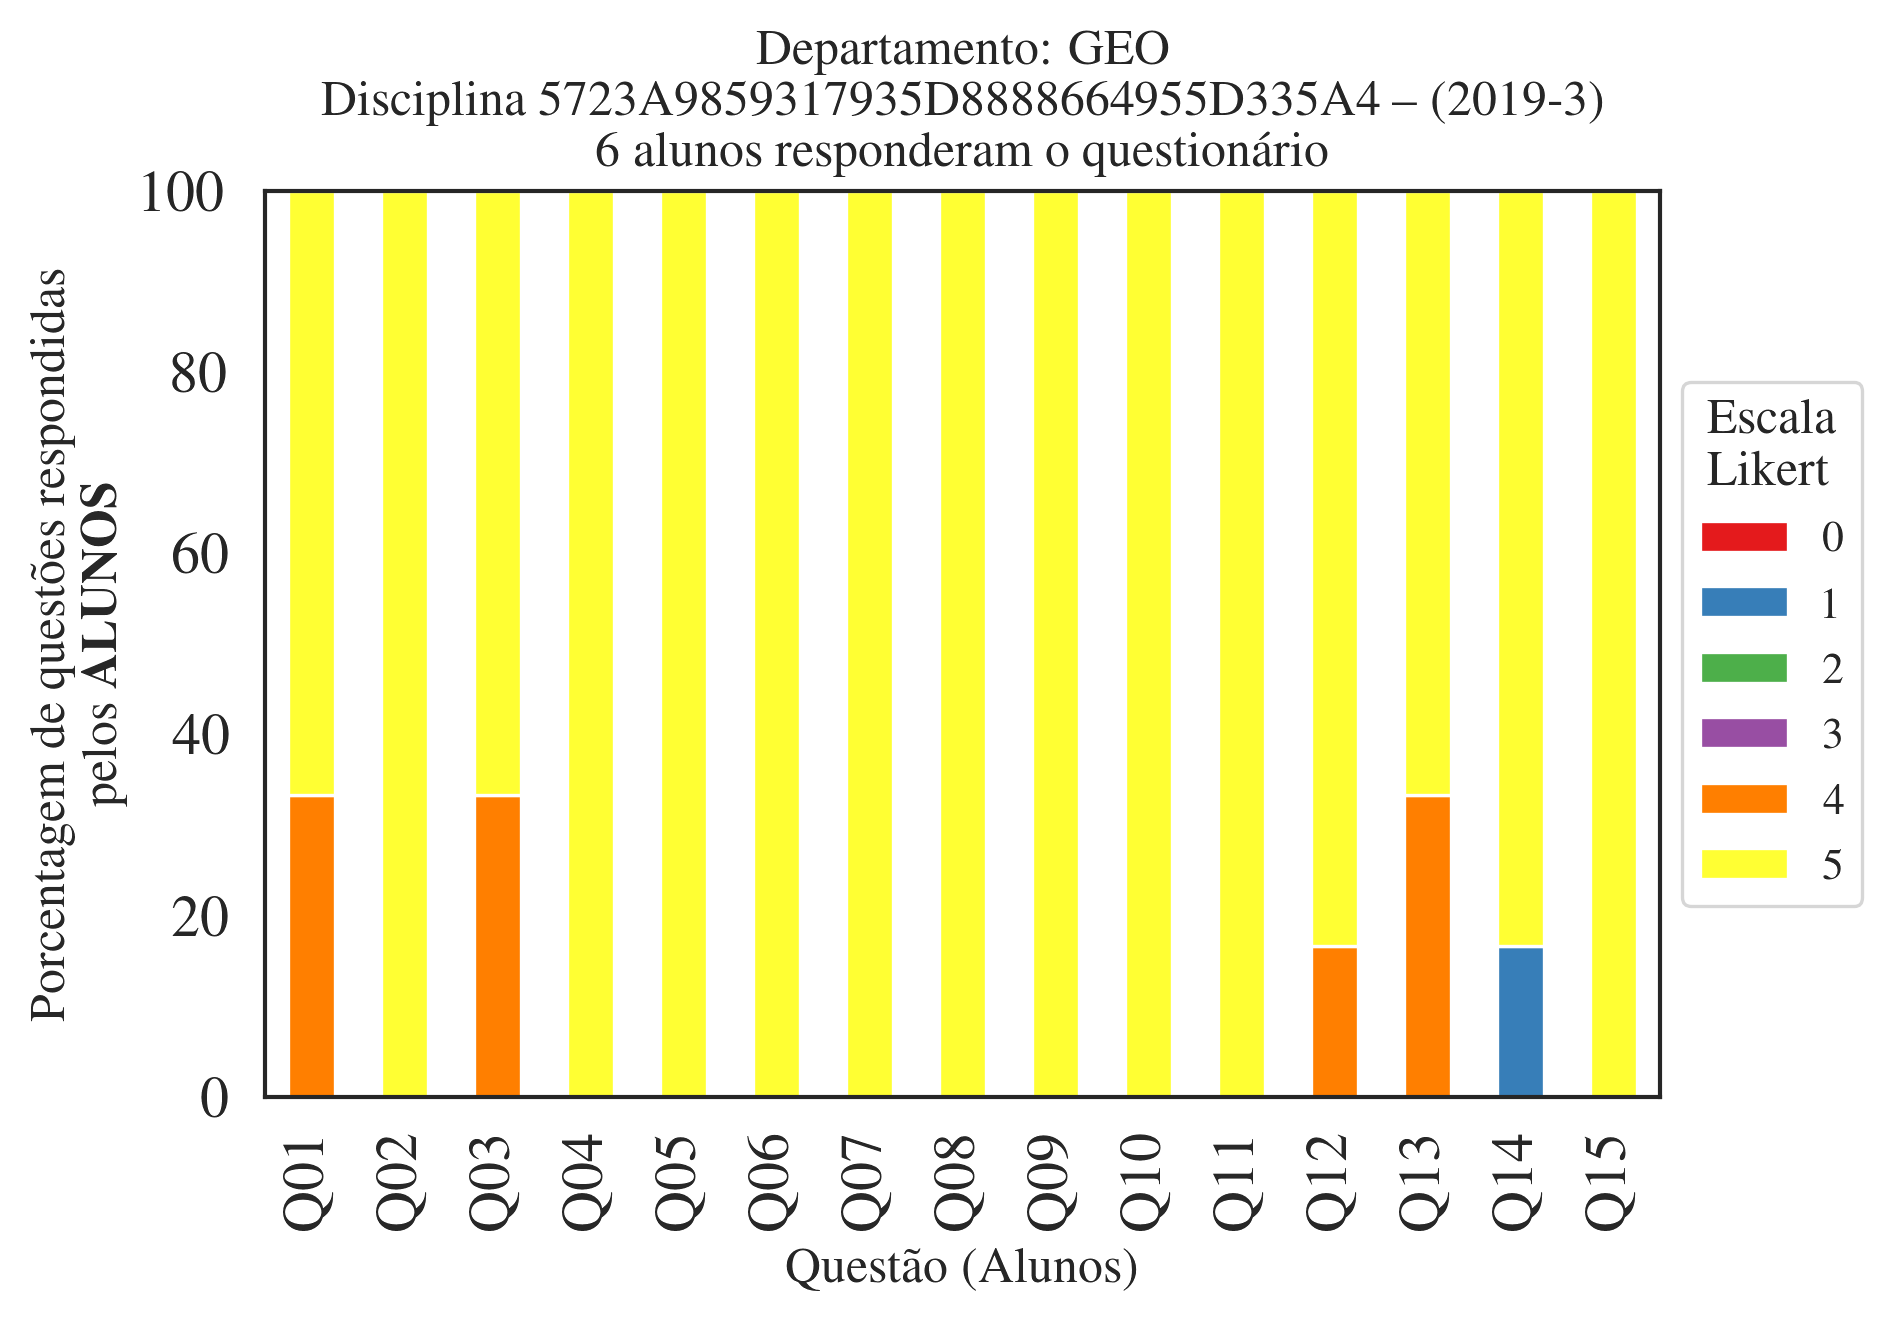 Departamento: GEO
Disciplina 5723A9859317935D8888664955D335A4 – (2019-3)
6 alunos responderam o questionário
Porcentagem de questões respondidas
pelos ALUNOS
100
80
60
40
20
0
Q01
Q02
Q03
Q04
Q05
Q06
Q07
Q08
Q09
Q10
Q11
Q12
Q13
Q14
Q15
Questão (Alunos)
Escala
Likert
0
1
2
3
4
5